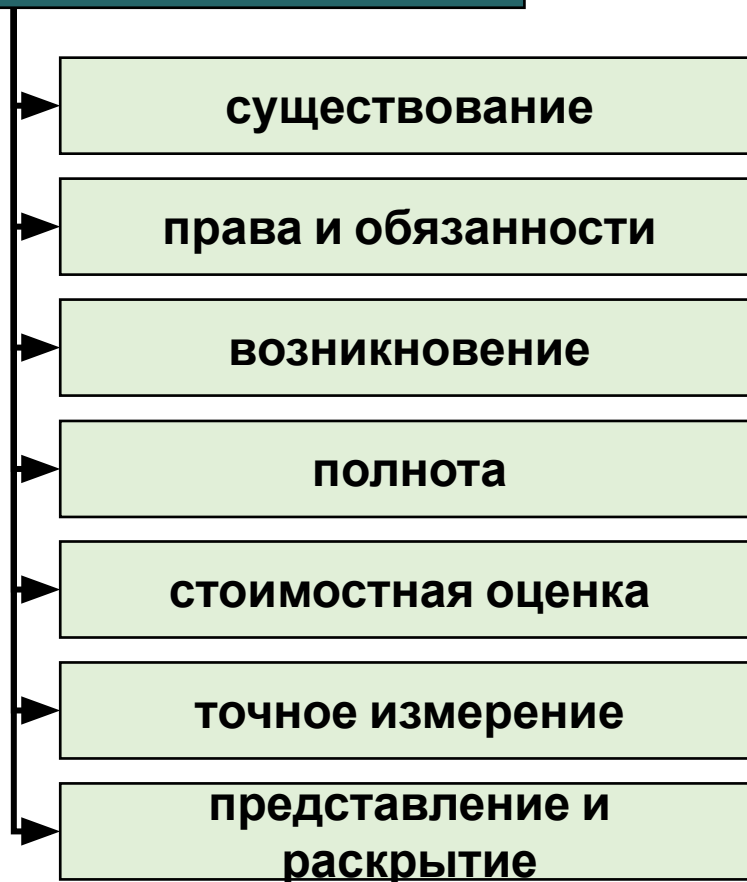 существование
права и обязанности
возникновение
полнота
стоимостная оценка
точное измерение
представление и
раскрытие